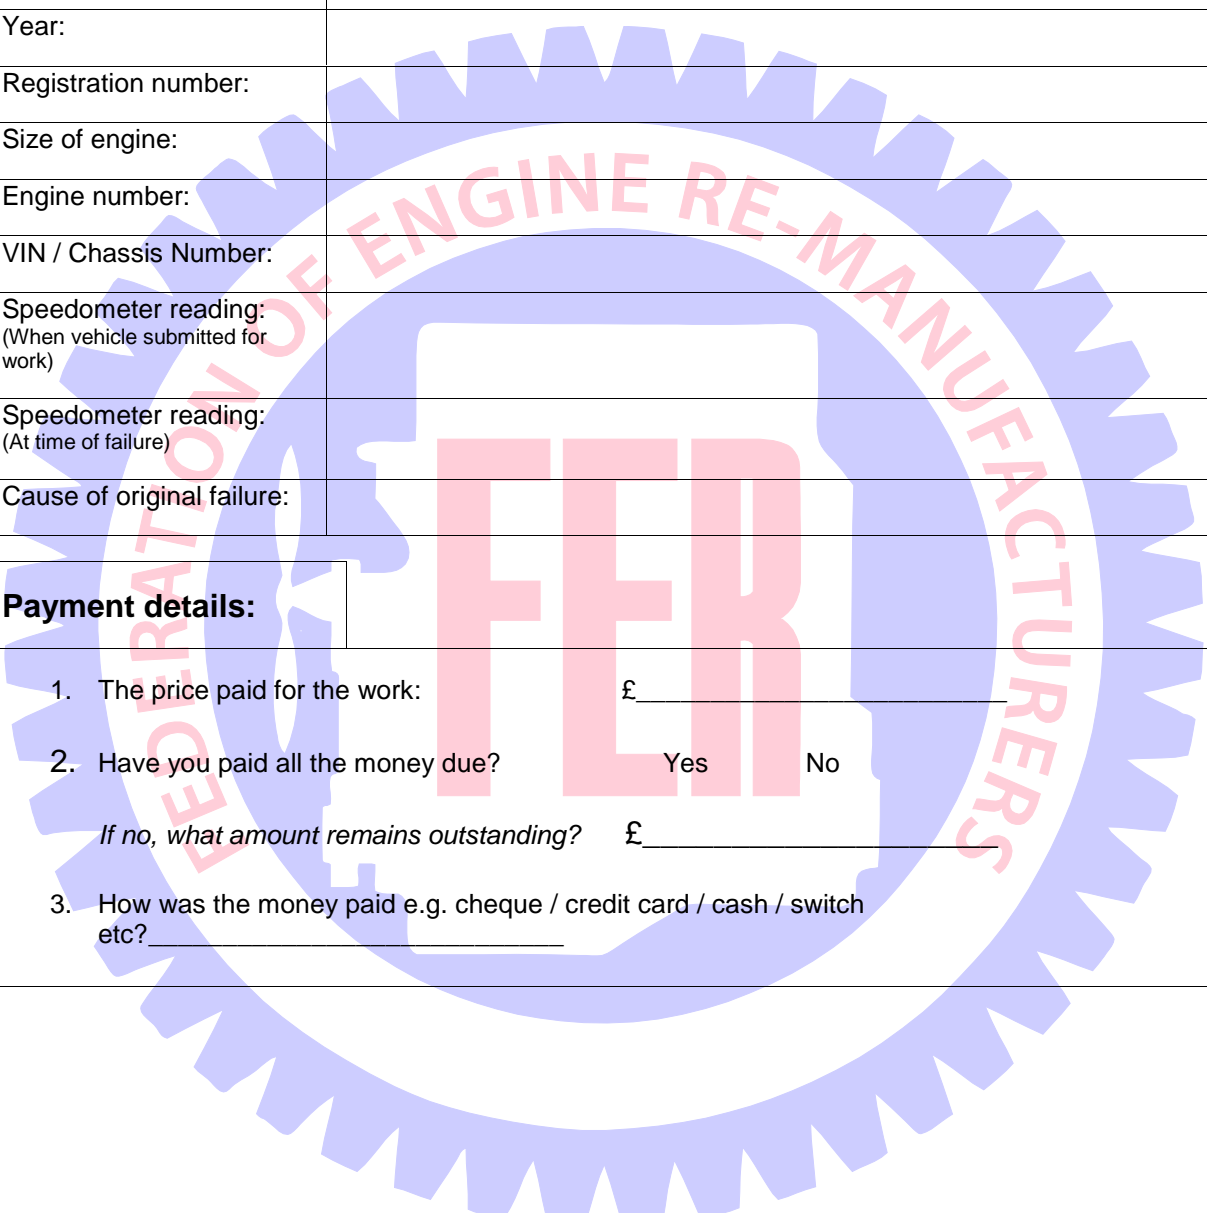 Year:
Registration number:
Size of engine:
Engine number:
VIN / Chassis Number:
Speedometer reading:
(When vehicle submitted for
work)
Speedometer reading:
(At time of failure)
Cause of original failure:
Payment details:
1. The price paid for the work: £_________________________
2. Have you paid all the money due? Yes No
If no, what amount remains outstanding? £________________________
3. How was the money paid e.g. cheque / credit card / cash / switch
etc?____________________________
FEDERATION OF ENGINE RE-MANUFACTURERS
FER